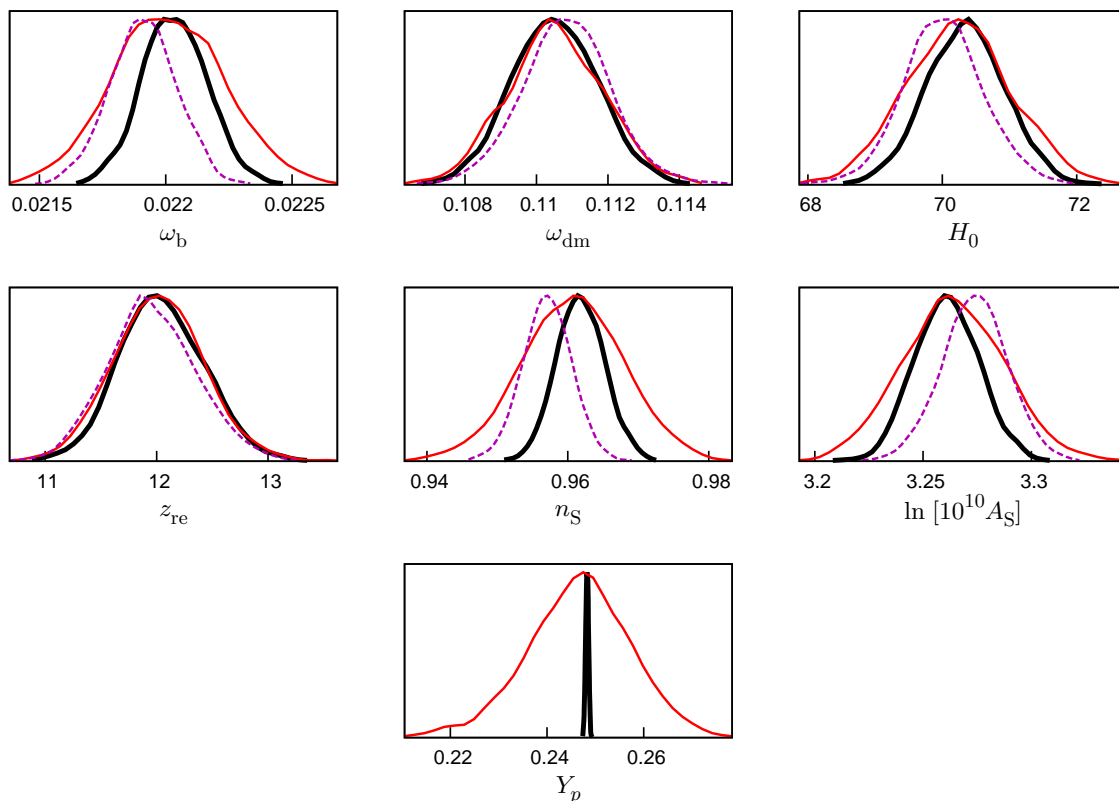 0.0215 0.022 0.0225 0.108 0.11 0.112 0.114 68 70 72
ω_b ω_dm H_0
11 12 13 0.94 0.96 0.98 3.2 3.25 3.3
z_re n_S ln [10^{10} A_S]
0.22 0.24 0.26
Y_p